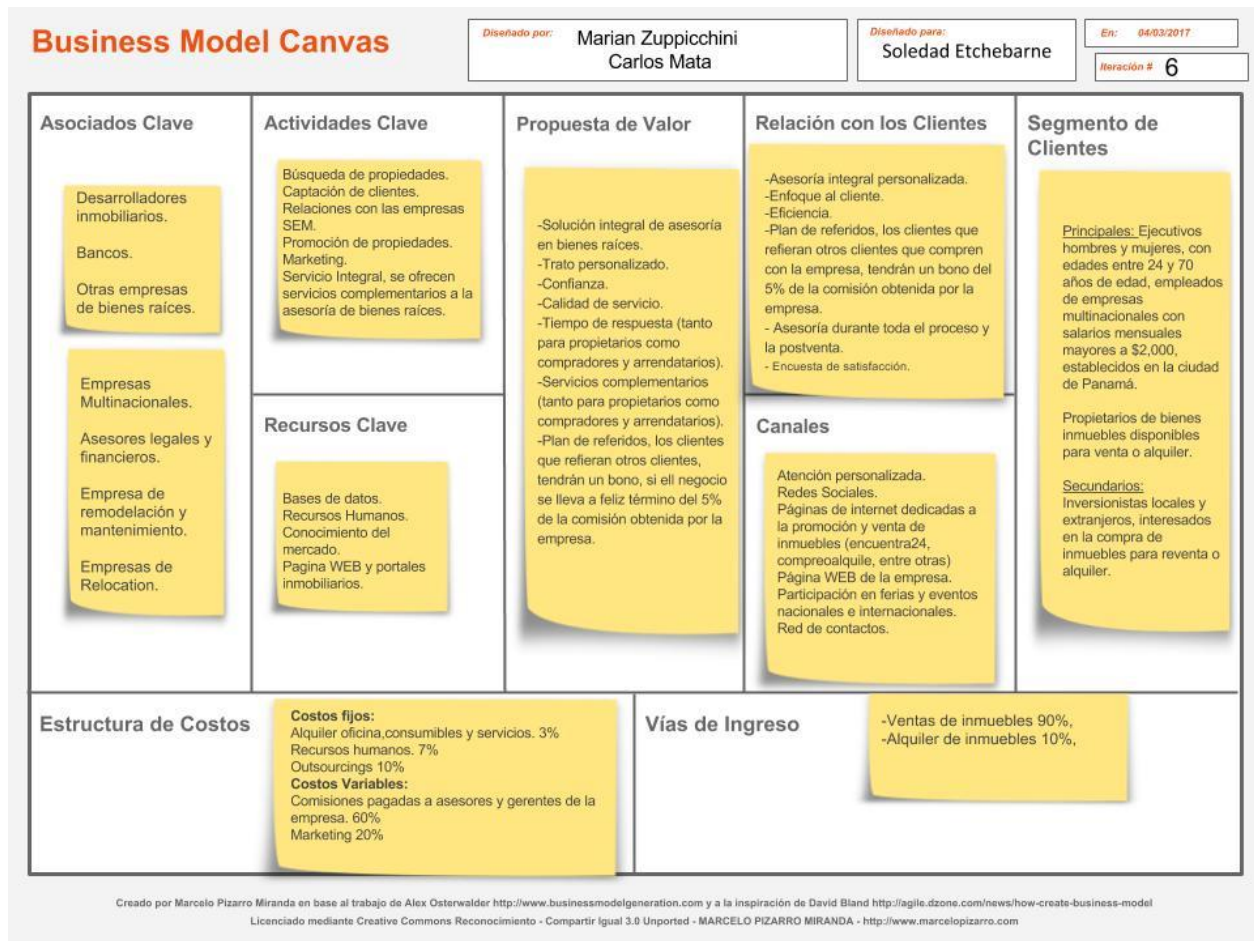 Business Model Canvas
Diseñado por:
Marian Zuppicchini
Carlos Mata
Diseñado para:
Soledad Etchebarne
En: 04/03/2017
Iteración # 6
Asociados Clave
Desarrolladores
inmobiliarios.
Bancos.
Otras empresas
de bienes raíces.
Empresas
Multinacionales.
Asesores legales y
financieros.
Empresa de
remodelación y
mantenimiento.
Empresas de
Relocation.
Actividades Clave
Búsqueda de propiedades.
Captación de clientes.
Relaciones con las empresas
SEM.
Promoción de propiedades.
Marketing.
Servicio Integral, se ofrecen
servicios complementarios a la
asesoría de bienes raíces.
Recursos Clave
Bases de datos.
Recursos Humanos.
Conocimiento del
mercado.
Pagina WEB y portales
inmobiliarios.
Propuesta de Valor
-Solución integral de asesoría
en bienes raíces.
-Trato personalizado.
-Confianza.
-Calidad de servicio.
-Tiempo de respuesta (tanto
para propietarios como
compradores y arrendatarios).
-Servicios complementarios
(tanto para propietarios como
compradores y arrendatarios).
-Plan de referidos, los clientes
que refieran otros clientes,
tendrán un bono, si ell negocio
se lleva a feliz término del 5%
de la comisión obtenida por la
empresa.
Relación con los Clientes
-Asesoría integral personalizada.
-Enfoque al cliente.
-Eficiencia.
-Plan de referidos, los clientes que
refieran otros clientes que compren
con la empresa, tendrán un bono del
5% de la comisión obtenida por la
empresa.
- Asesoría durante toda el proceso y
la postventa.
- Encuesta de satisfacción.
Canales
Atención personalizada.
Redes Sociales.
Páginas de internet dedicadas a
la promoción y venta de
inmuebles (encuentra24,
compreoalquile, entre otras)
Página WEB de la empresa.
Participación en ferias y eventos
nacionales e internacionales.
Red de contactos.
Segmento de
Clientes
Principales: Ejecutivos
hombres y mujeres, con
edades entre 24 y 70
años de edad, empleados
de empresas
multinacionales con
salarios mensuales
mayores a $2,000,
establecidos en la ciudad
de Panamá.
Propietarios de bienes
inmuebles disponibles
para venta o alquiler.
Secundarios:
Inversionistas locales y
extranjeros, interesados
en la compra de
inmuebles para reventa o
alquiler.
Estructura de Costos
Costos fijos:
Alquiler oficina,consumibles y servicios. 3%
Recursos humanos. 7%
Outsourcings 10%
Costos Variables:
Comisiones pagadas a asesores y gerentes de la
empresa. 60%
Marketing 20%
Vías de Ingreso
-Ventas de inmuebles 90%,
-Alquiler de inmuebles 10%,
Creado por Marcelo Pizarro Miranda en base al trabajo de Alex Osterwalder http://www.businessmodelgeneration.com y a la inspiración de David Bland http://agile.dzone.com/news/how-create-business-model
Licenciado mediante Creative Commons Reconocimiento - Compartir Igual 3.0 Unported - MARCELO PIZARRO MIRANDA - http://www.marcelopizarro.com